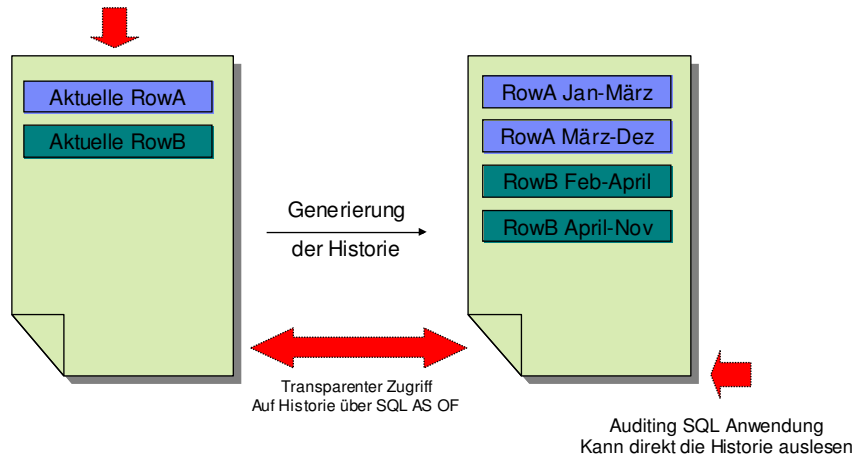 Aktuelle RowA
Aktuelle RowB
Generierung
der Historie
RowA Jan-März
RowA März-Dez
RowB Feb-April
RowB April-Nov
Transparenter Zugriff
Auf Historie über SQL AS OF
Auditing SQL Anwendung
Kann direkt die Historie auslesen